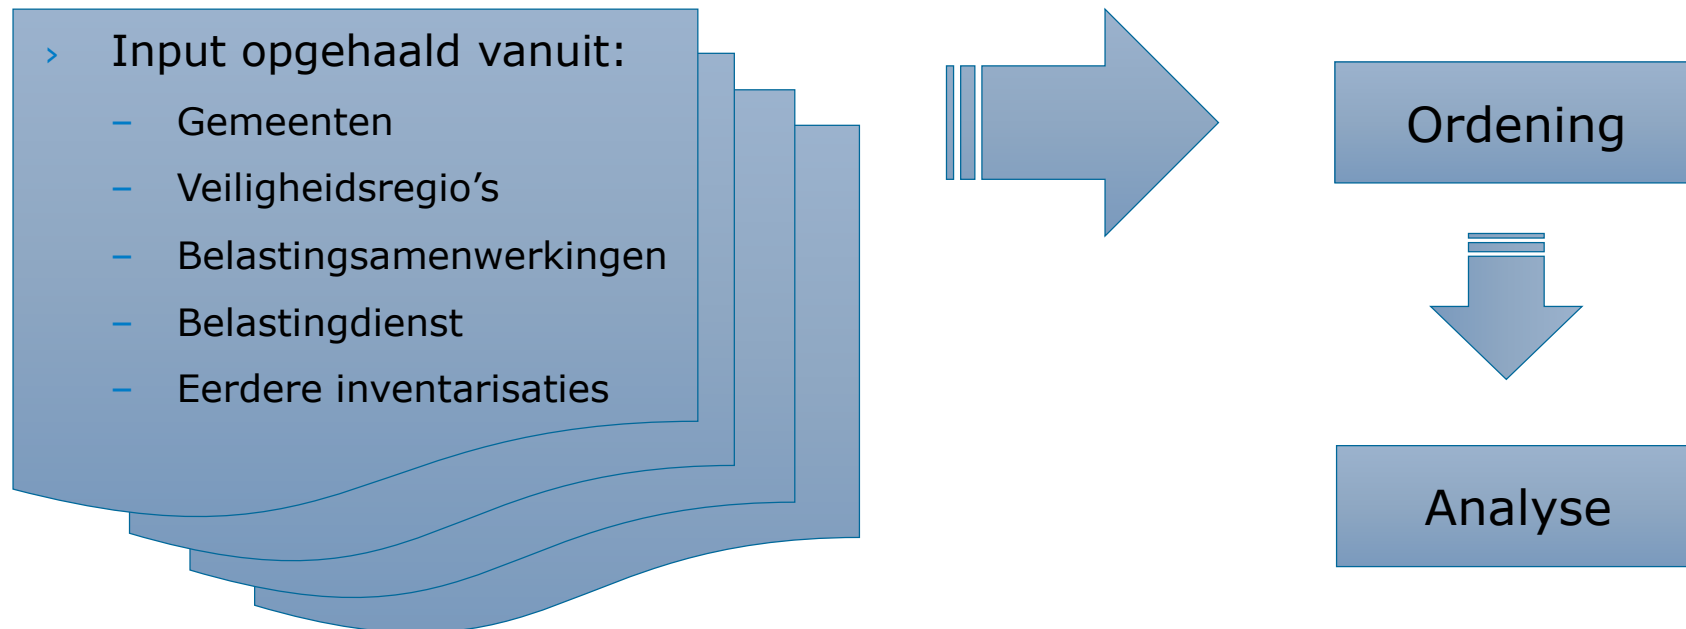 › Input opgehaald vanuit:
– Gemeenten
– Veiligheidsregio’s
– Belastingsamenwerkingen
– Belastingdienst
– Eerdere inventarisaties
Ordening
Analyse